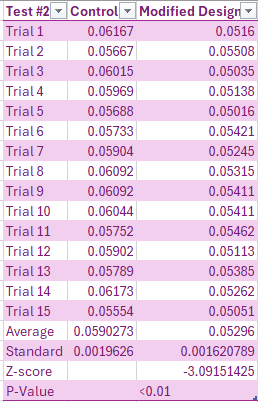 Test #2 Control Modified Design
Trial 1 0.06167 0.0516
Trial 2 0.05667 0.05508
Trial 3 0.06015 0.05035
Trial 4 0.05969 0.05138
Trial 5 0.05688 0.05016
Trial 6 0.05733 0.05421
Trial 7 0.05904 0.05245
Trial 8 0.06092 0.05315
Trial 9 0.06092 0.05411
Trial 10 0.06044 0.05411
Trial 11 0.05752 0.05462
Trial 12 0.05902 0.05113
Trial 13 0.05789 0.05385
Trial 14 0.06173 0.05262
Trial 15 0.05554 0.05051
Average 0.0590273 0.05296
Standard 0.0019626 0.001620789
Z-score -3.09151425
P-Value <0.01